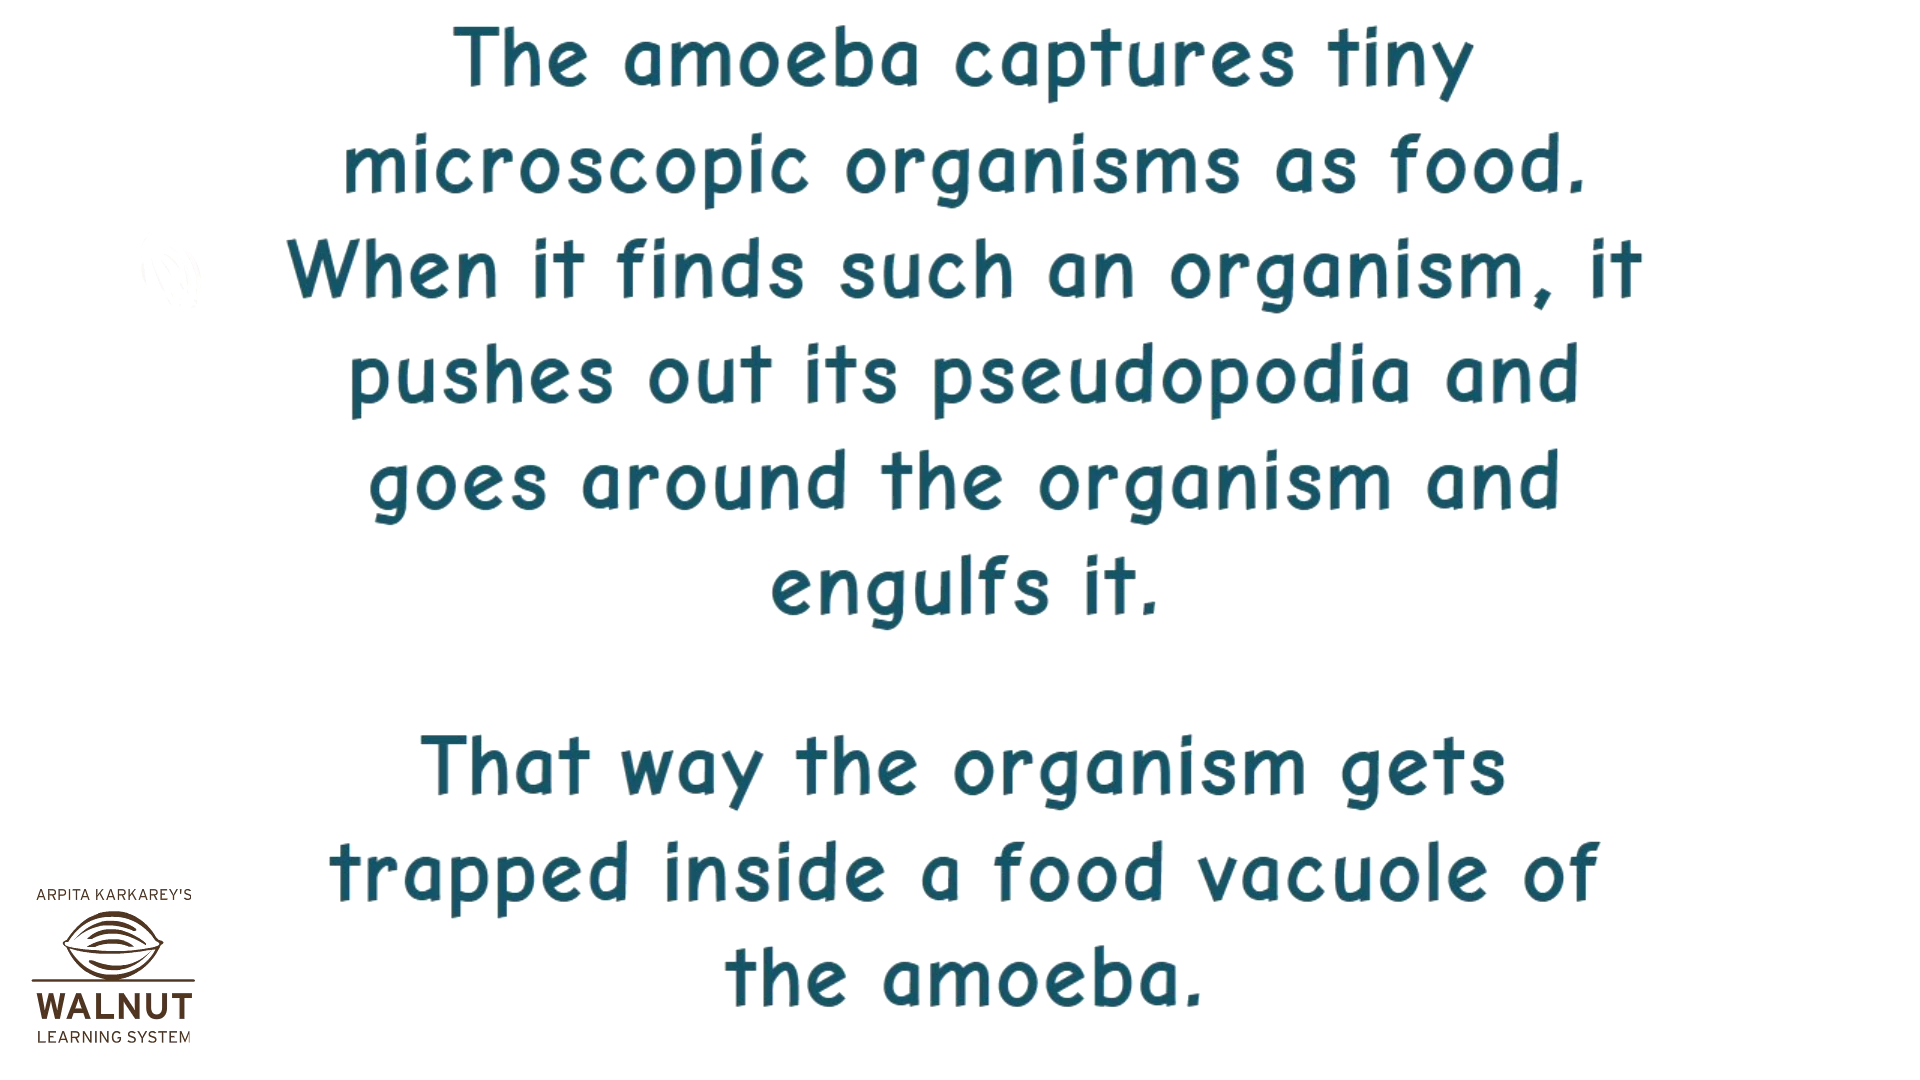 The amoeba captures tiny
microscopic organisms as food.
When it finds such an organism, it
pushes out its pseudopodia and
goes around the organism and
engulfs it.
That way the organism gets
trapped inside a food vacuole of
the amoeba.
ARPITA KARKAREY'S
WALNUT
LEARNING SYSTEM